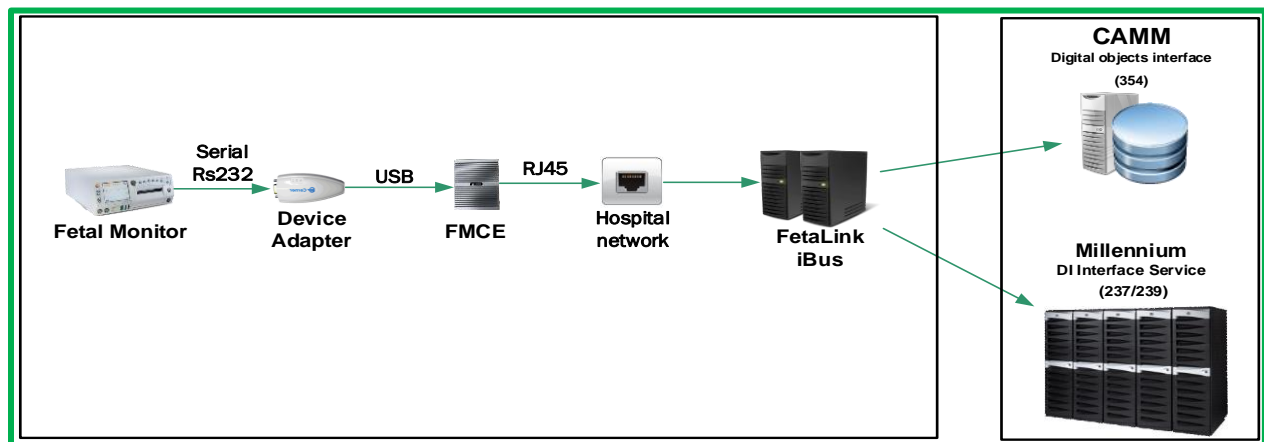 CAMM
Digital objects interface
(354)
Serial
Rs232
USB
RJ45
Fetal Monitor
Device
Adapter
FMCE
Hospital
network
FetaLink
iBus
Millennium
DI Interface Service
(237/239)